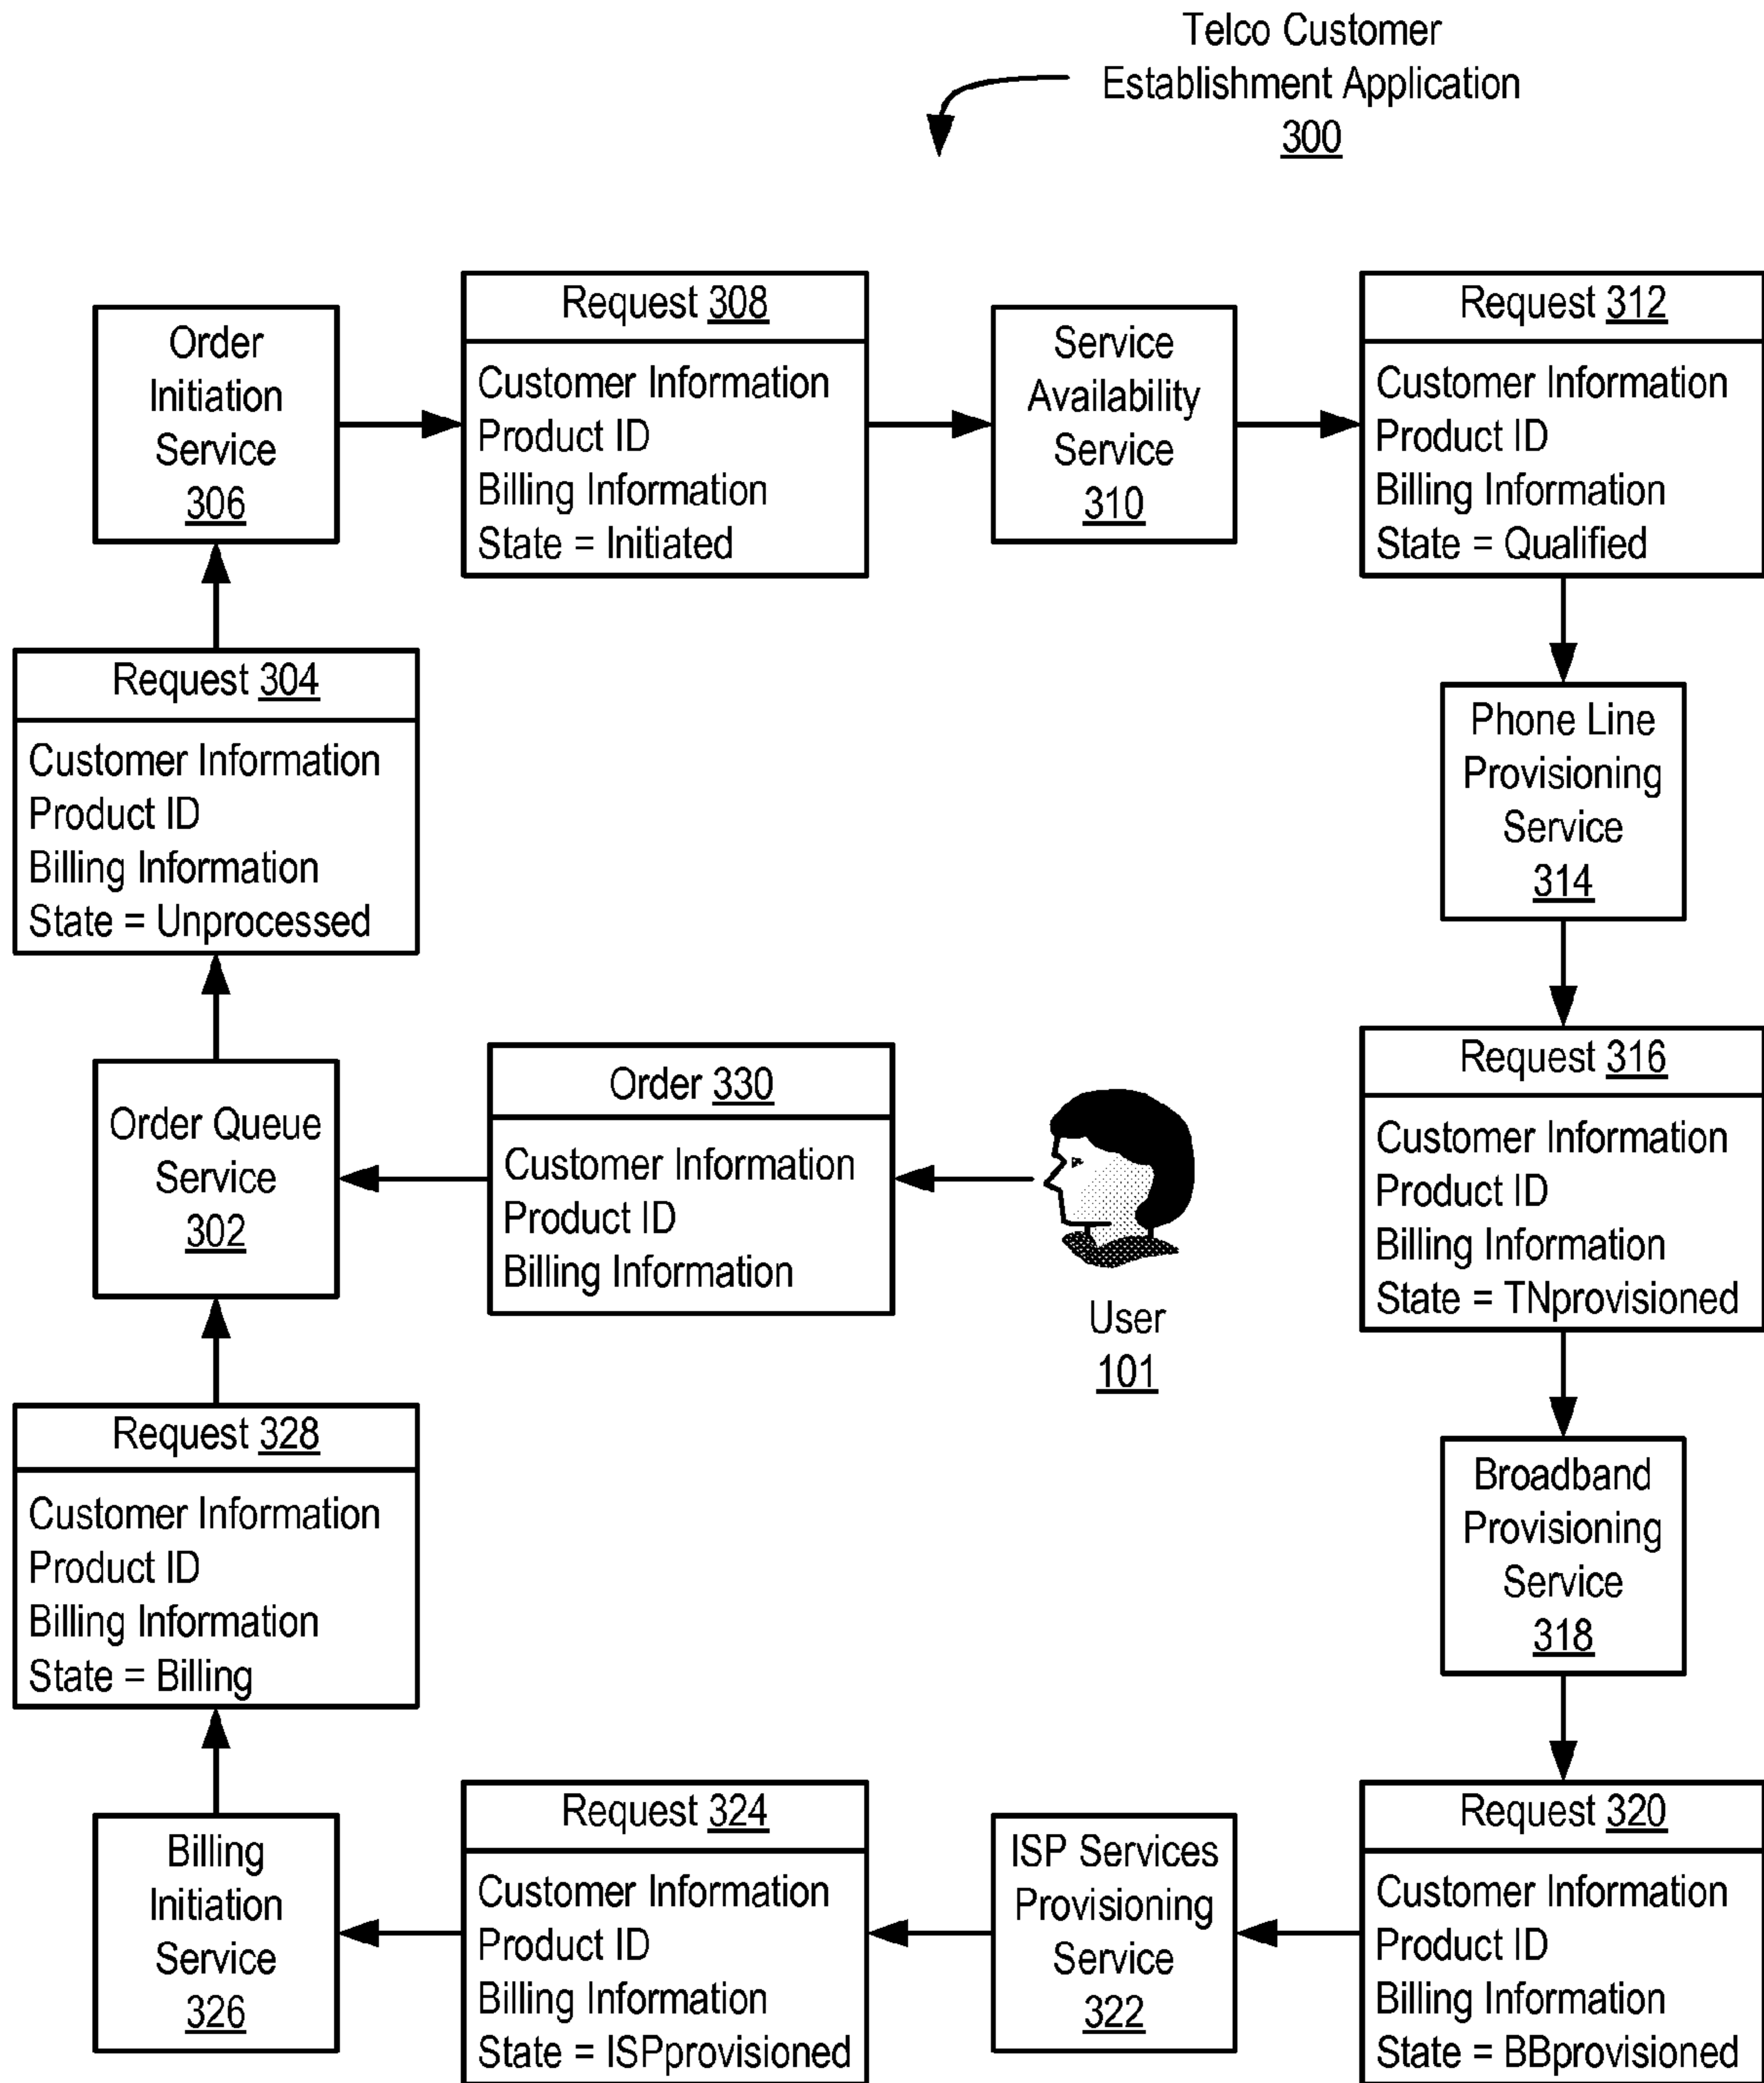 Telco Customer
Establishment Application
300
Order
Initiation
Service
306
Request 308
Customer Information
Product ID
Billing Information
State = Initiated
Service
Availability
Service
310
Request 312
Customer Information
Product ID
Billing Information
State = Qualified
Request 304
Customer Information
Product ID
Billing Information
State = Unprocessed
Phone Line
Provisioning
Service
314
Order Queue
Service
302
Order 330
Customer Information
Product ID
Billing Information
User
101
Request 316
Customer Information
Product ID
Billing Information
State = TNprovisioned
Request 328
Customer Information
Product ID
Billing Information
State = Billing
Broadband
Provisioning
Service
318
Billing
Initiation
Service
326
Request 324
Customer Information
Product ID
Billing Information
State = ISPprovisioned
ISP Services
Provisioning
Service
322
Request 320
Customer Information
Product ID
Billing Information
State = BBprovisioned